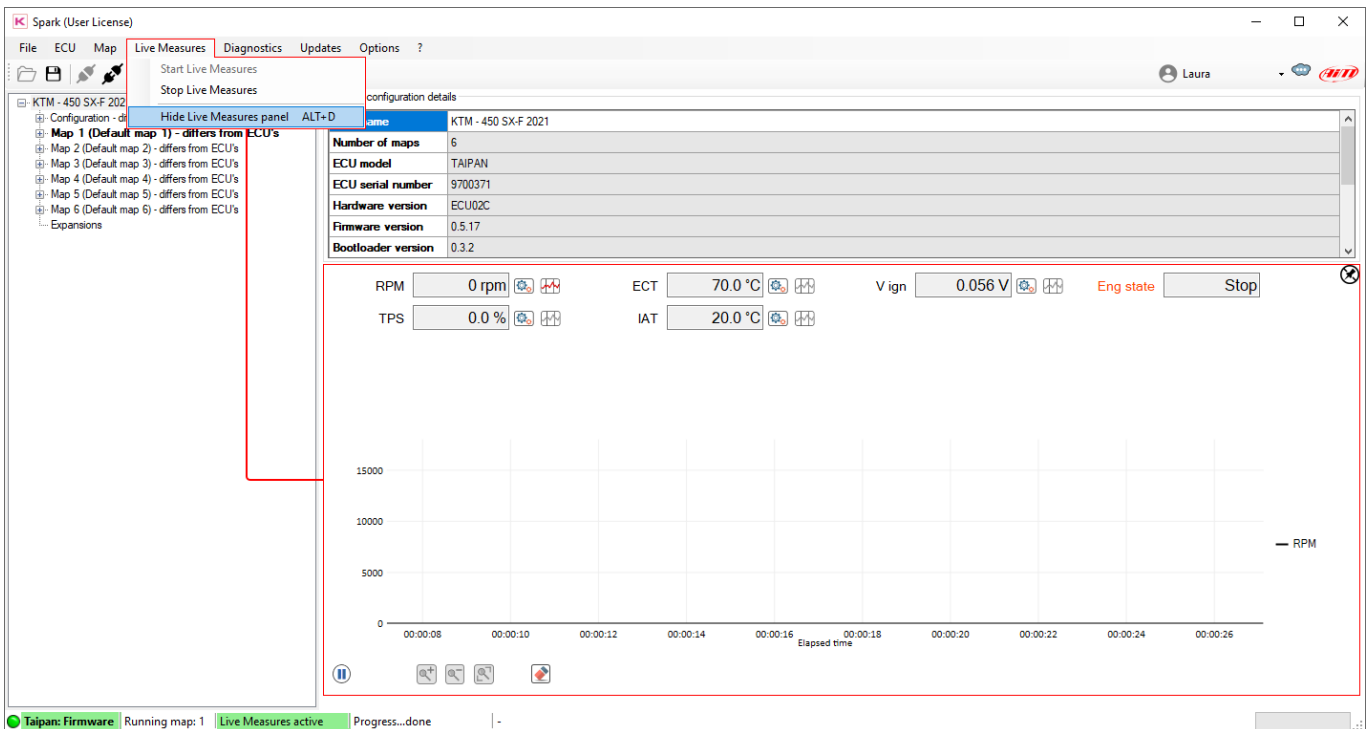 K Spark (User License)
File ECU Map Live Measures Diagnostics Updates Options ?
Start Live Measures
Stop Live Measures
Hide Live Measures panel ALT+D
Laura
AiM
KTM - 450 SX-F 202
Configuration - di
Map 1 (Default map 1) - differs from ECU's
Map 2 (Default map 2) - differs from ECU's
Map 3 (Default map 3) - differs from ECU's
Map 4 (Default map 4) - differs from ECU's
Map 5 (Default map 5) - differs from ECU's
Map 6 (Default map 6) - differs from ECU's
Expansions
configuration details
name KTM - 450 SX-F 2021
Number of maps 6
ECU model TAIPAN
ECU serial number 9700371
Hardware version ECU02C
Firmware version 0.5.17
Bootloader version 0.3.2
RPM 0 rpm ECT 70.0 °C V ign 0.056 V Eng state Stop
TPS 0.0 % IAT 20.0 °C
15000
10000
5000
0
RPM
00:00:08 00:00:10 00:00:12 00:00:14 00:00:16 00:00:18 00:00:20 00:00:22 00:00:24 00:00:26
Elapsed time
Taipan: Firmware Running map: 1 Live Measures active Progress...done -